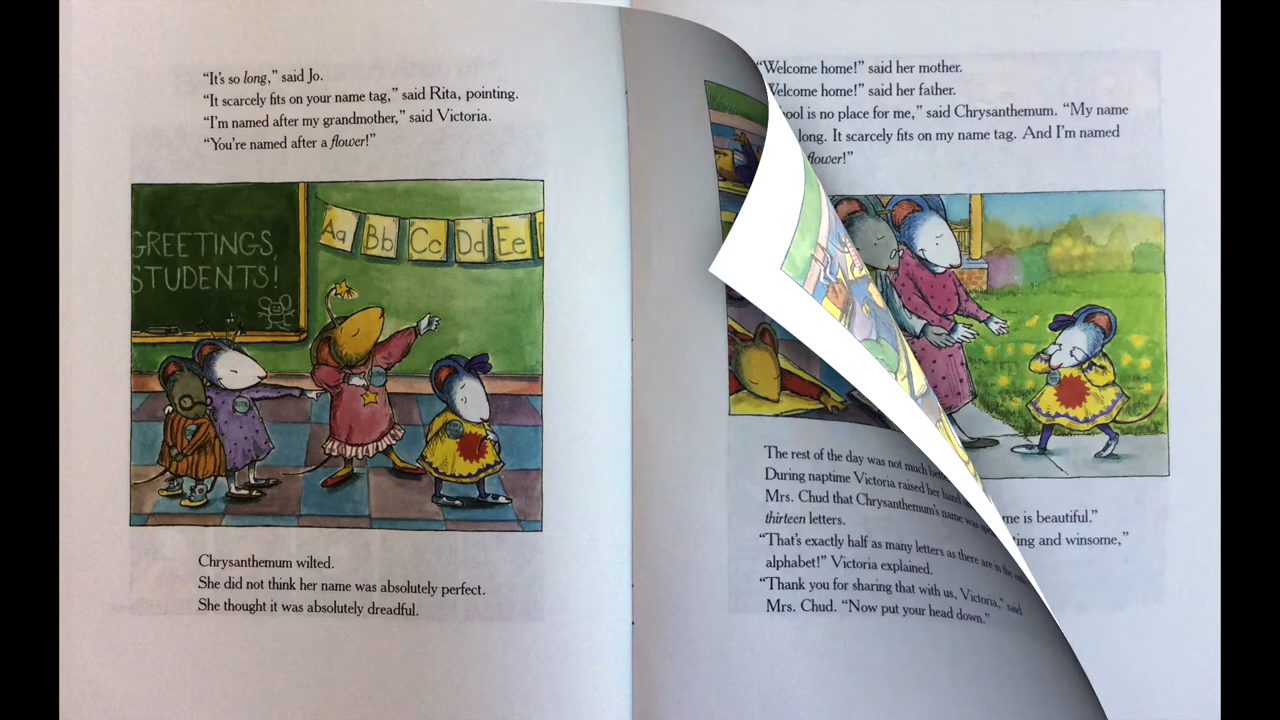 “It’s so long,” said Jo.
“It scarcely fits on your name tag,” said Rita, pointing.
“I’m named after my grandmother,” said Victoria.
“You’re named after a flower!”
GREETINGS,
STUDENTS!
Aa Bb Cc Dd Ee
RITA
Chrysanthemum wilted.
She did not think her name was absolutely perfect.
She thought it was absolutely dreadful.
The rest of the day was not much
During naptime Victoria raised her hand
Mrs. Chud that Chrysanthemum’s name was
thirteen letters.
“That’s exactly half as many letters as there are in the
alphabet!” Victoria explained.
“Thank you for sharing that with us, Victoria,” said
Mrs. Chud. “Now put your head down.”
“Welcome home!” said her mother.
Welcome home!” said her father.
ool is no place for me,” said Chrysanthemum. “My name
long. It scarcely fits on my name tag. And I’m named
flower!”
me is beautiful.”
ting and winsome,”